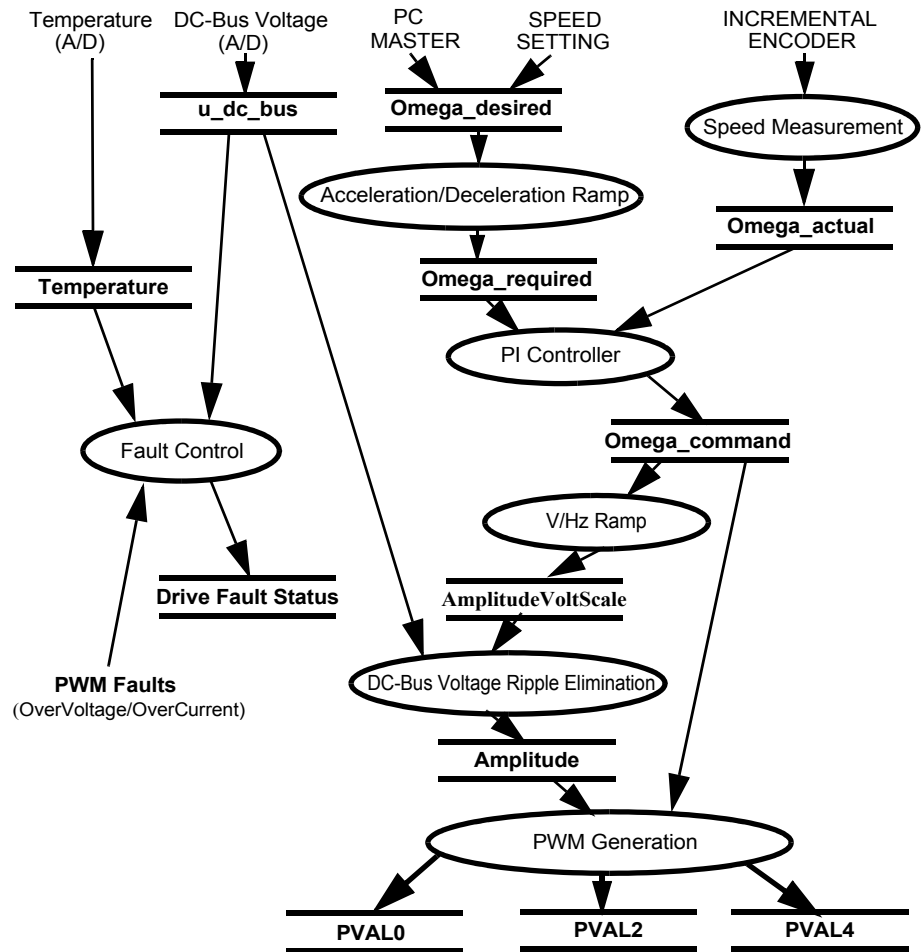 Temperature
(A/D)
DC-Bus Voltage
(A/D)
PC
MASTER
SPEED
SETTING
INCREMENTAL
ENCODER
u_dc_bus
Omega_desired
Speed Measurement
Acceleration/Deceleration Ramp
Omega_actual
Temperature
Omega_required
PI Controller
Omega_command
Fault Control
V/Hz Ramp
Drive Fault Status
AmplitudeVoltScale
PWM Faults
(OverVoltage/OverCurrent)
DC-Bus Voltage Ripple Elimination
Amplitude
PWM Generation
PVAL0
PVAL2
PVAL4